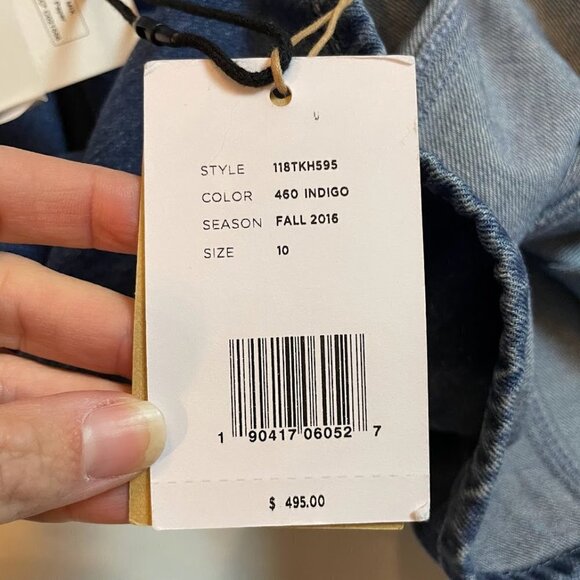 STYLE 118TKH595
COLOR 460 INDIGO
SEASON FALL 2016
SIZE 10
1 90417 06052 7
$ 495.00